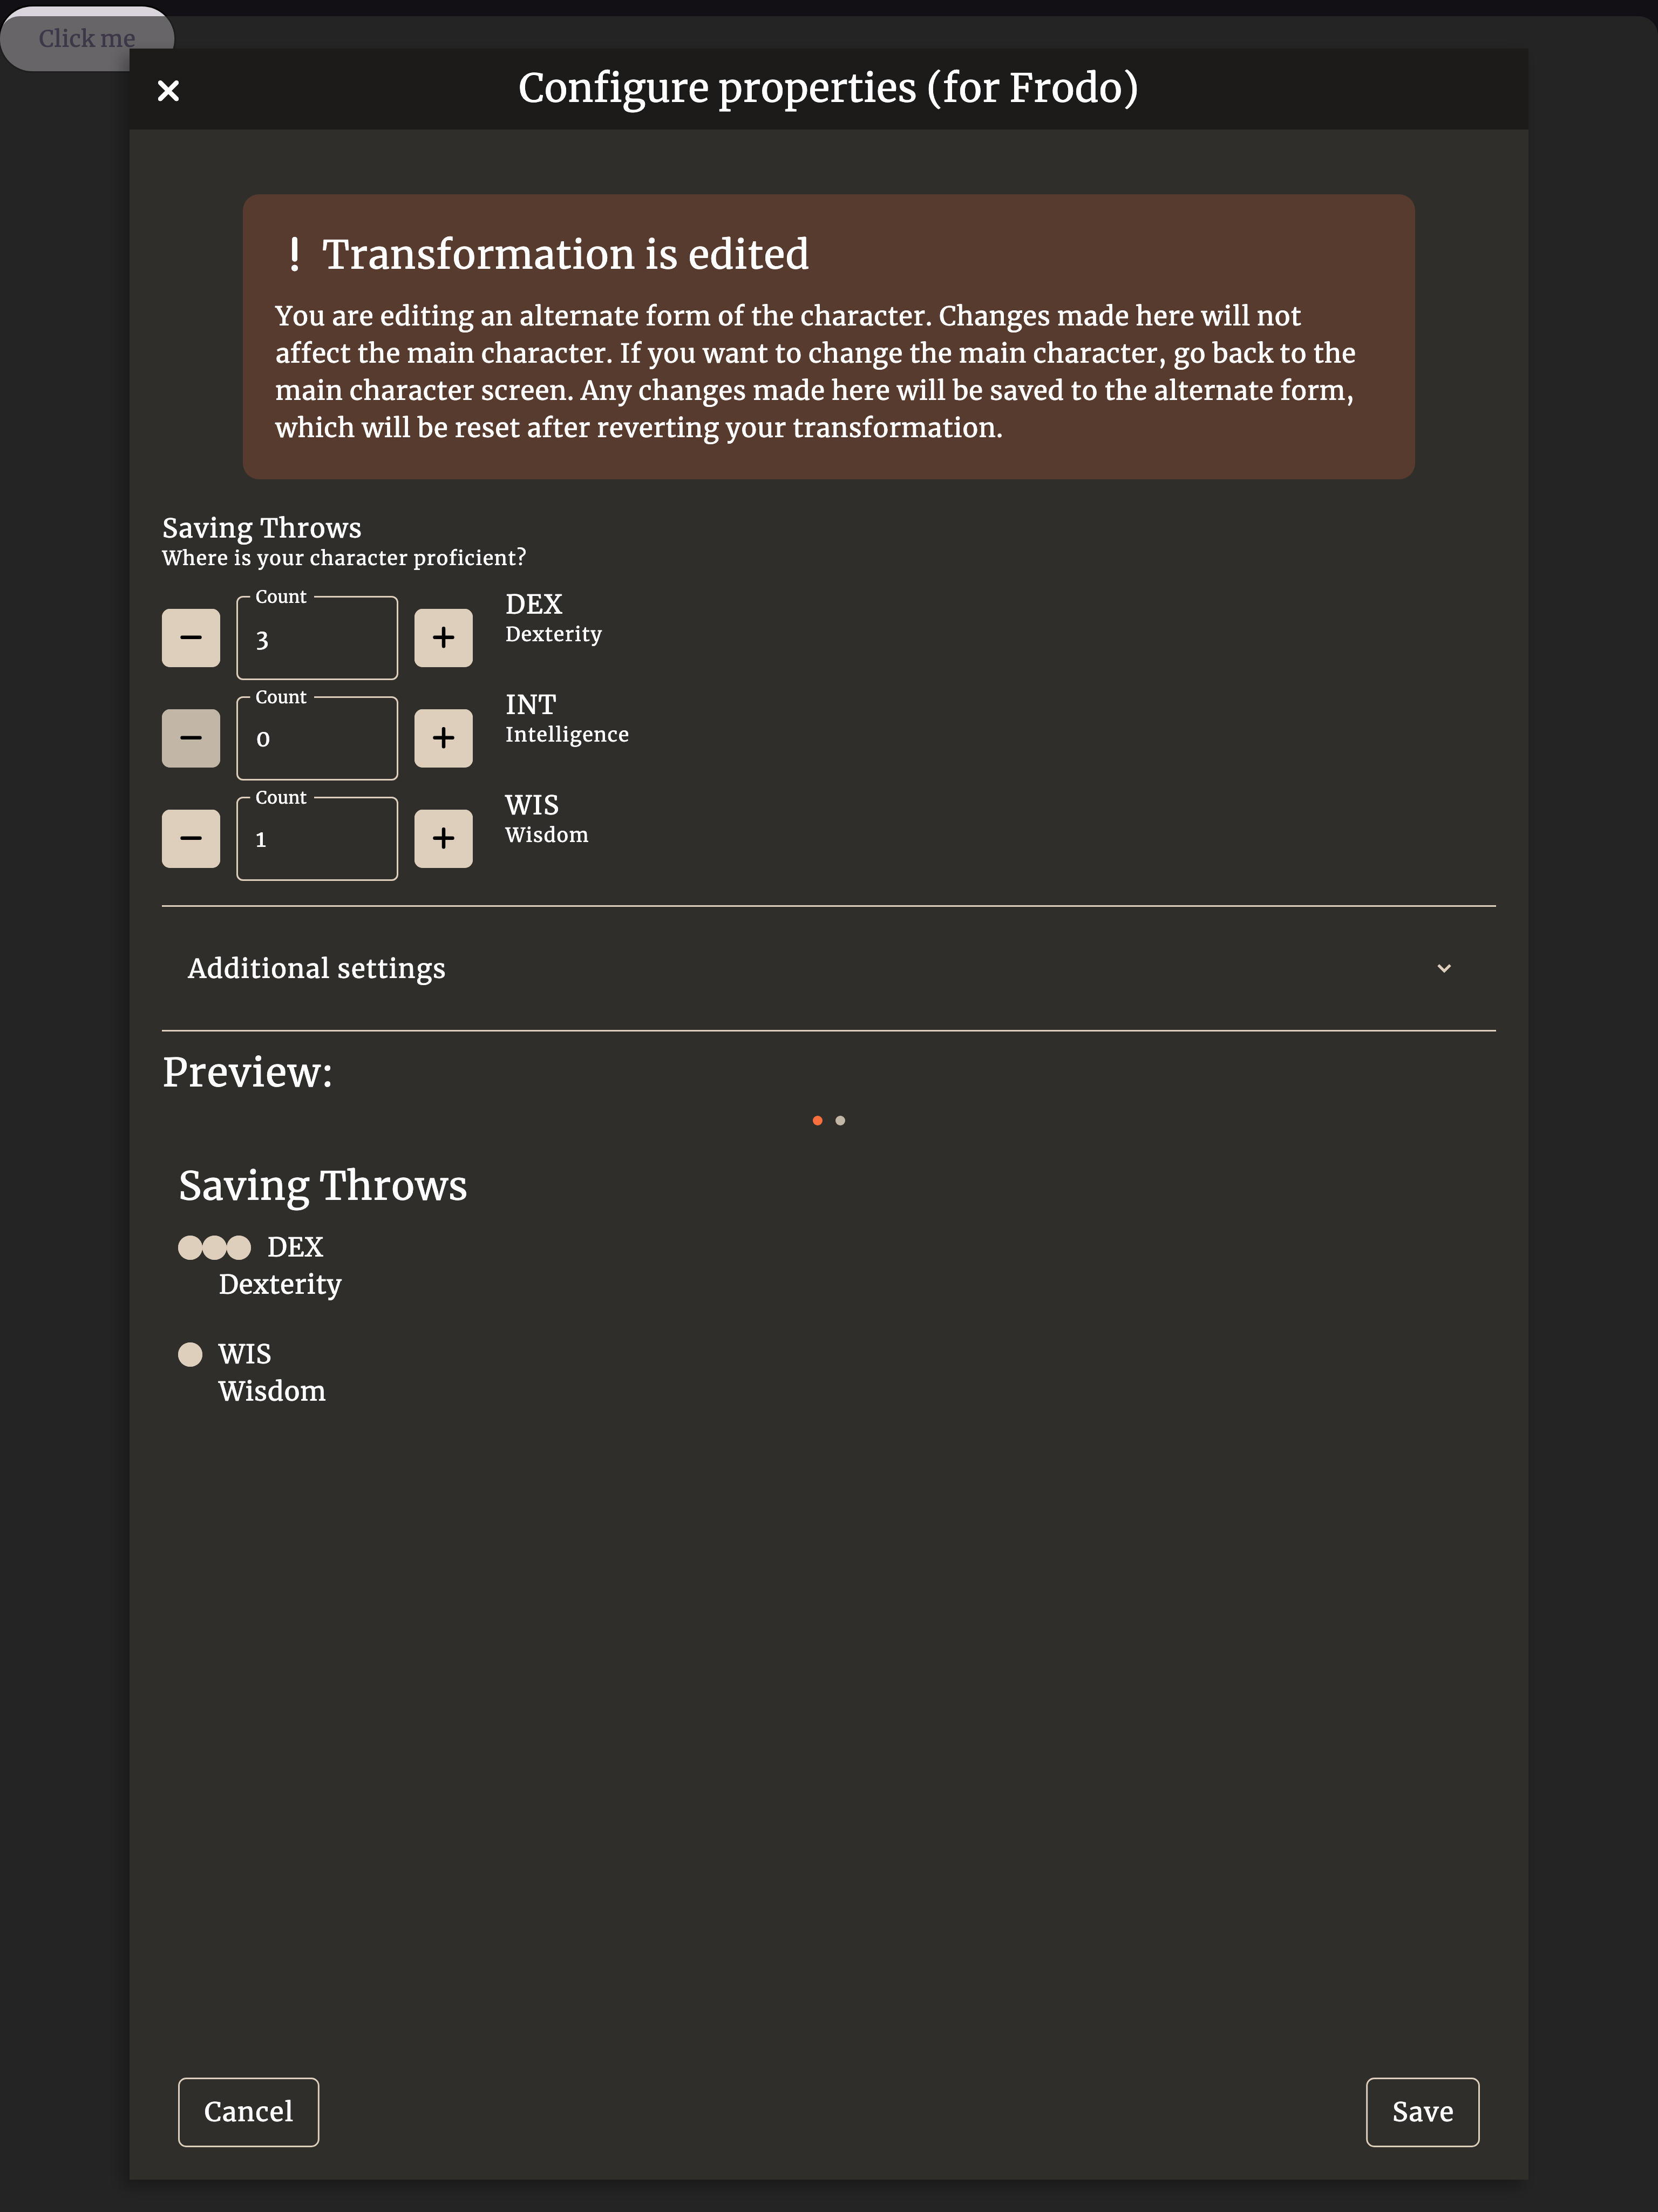 Click me
Configure properties (for Frodo)
! Transformation is edited
You are editing an alternate form of the character. Changes made here will not
affect the main character. If you want to change the main character, go back to the
main character screen. Any changes made here will be saved to the alternate form,
which will be reset after reverting your transformation.
Saving Throws
Where is your character proficient?
Count
3
DEX
Dexterity
Count
0
INT
Intelligence
Count
1
WIS
Wisdom
Additional settings
Preview:
Saving Throws
DEX
Dexterity
WIS
Wisdom
Cancel
Save